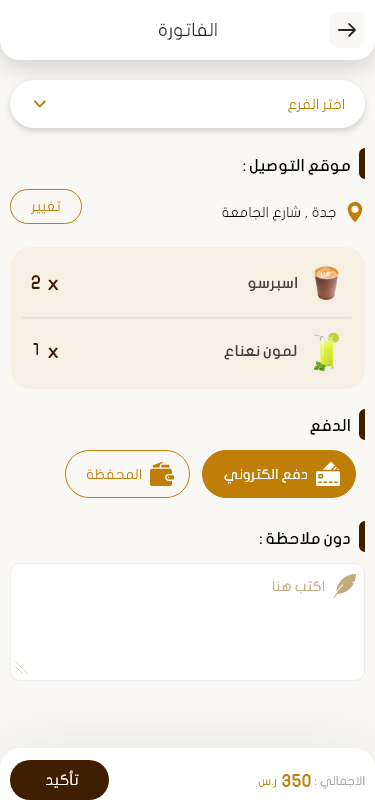 الفاتورة
اختر الفرع
موقع التوصيل :
جدة , شارع الجامعة
تغيير
اسبرسو
x 2
لمون نعناع
x 1
الدفع
دفع الكتروني
المحفظة
دون ملاحظة :
اكتب هنا
الاجمالي : 350 ر.س
تأكيد